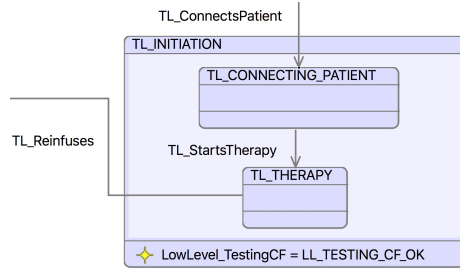 TL_ConnectsPatient
TL_INITIATION
TL_CONNECTING_PATIENT
TL_Reinfuses
TL_StartsTherapy
TL_THERAPY
LowLevel_TestingCF = LL_TESTING_CF_OK